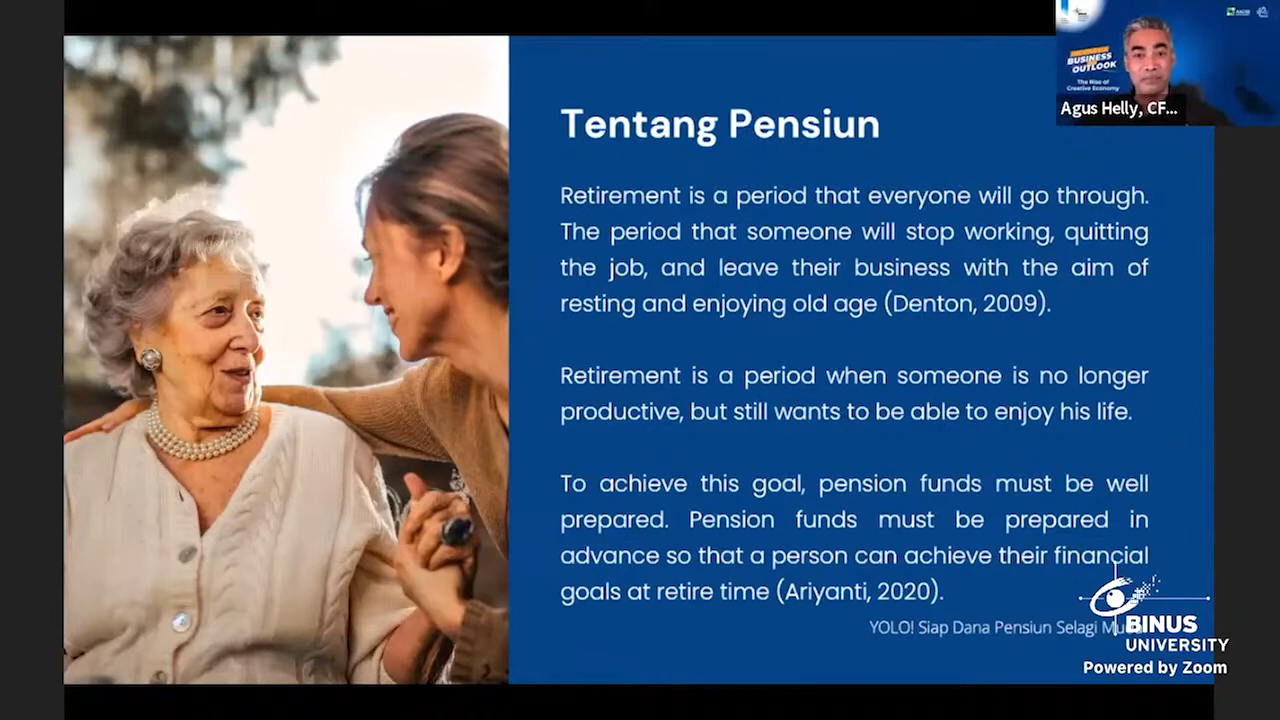 Tentang Pensiun
Retirement is a period that everyone will go through.
The period that someone will stop working, quitting
the job, and leave their business with the aim of
resting and enjoying old age (Denton, 2009).
Retirement is a period when someone is no longer
productive, but still wants to be able to enjoy his life.
To achieve this goal, pension funds must be well
prepared. Pension funds must be prepared in
advance so that a person can achieve their financial
goals at retire time (Ariyanti, 2020).
YOLO! Siap Dana Pensiun Selagi
BINUS
UNIVERSITY
Powered by Zoom
BUSINESS
OUTLOOK
The Rise of
Creative Economy
Agus Helly, CF...